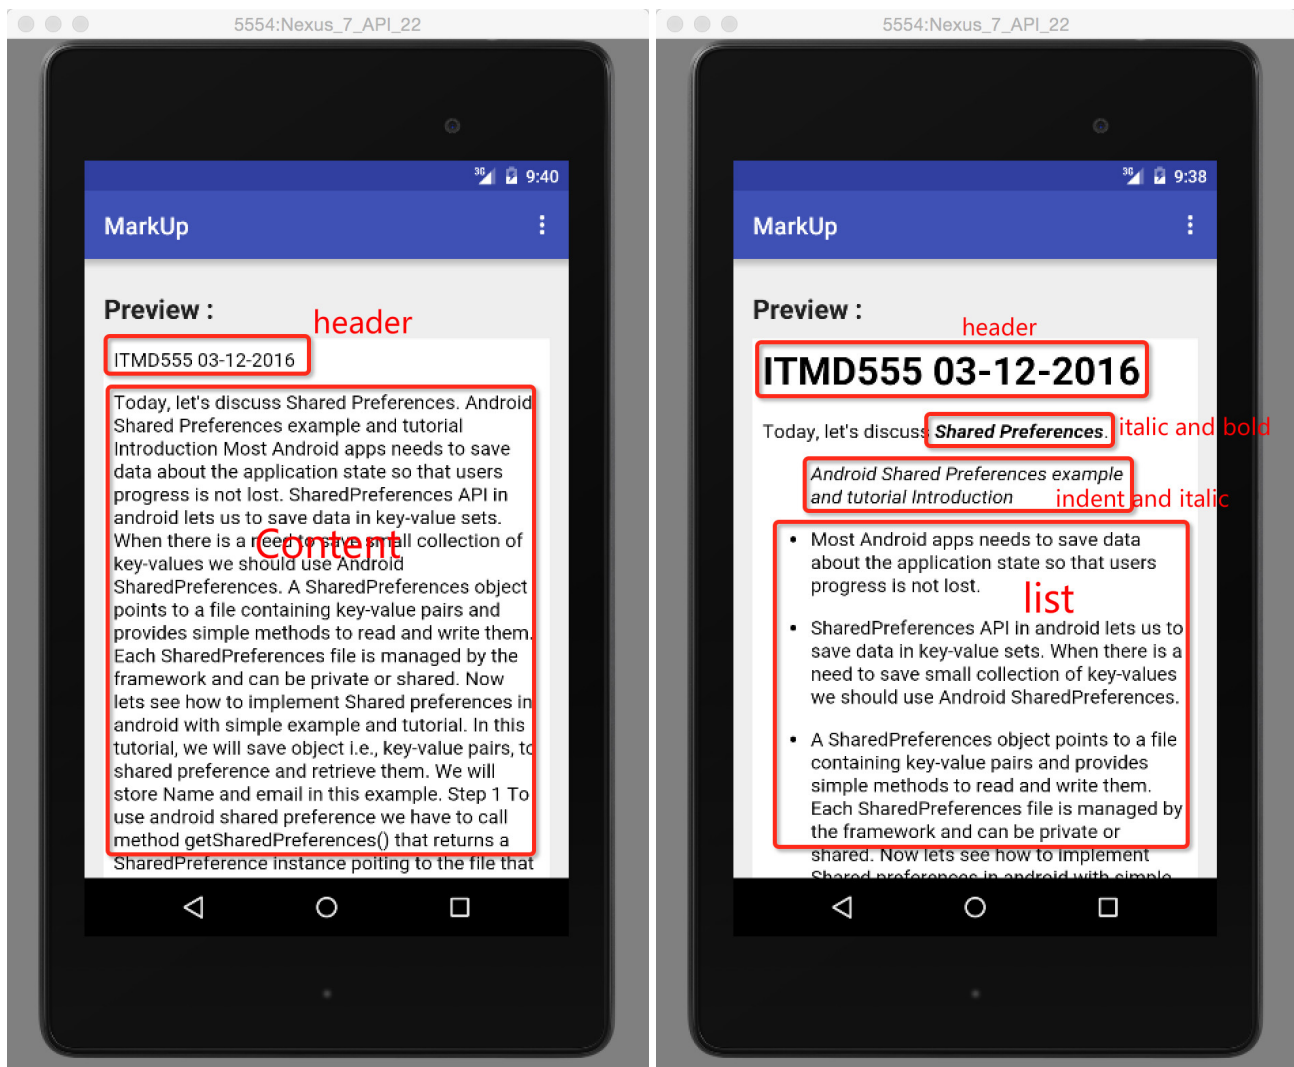 5554:Nexus_7_API_22
3G 9:40
MarkUp
Preview :
header
ITMD555 03-12-2016
Today, let's discuss Shared Preferences. Android
Shared Preferences example and tutorial
Introduction Most Android apps needs to save
data about the application state so that users
progress is not lost. SharedPreferences API in
android lets us to save data in key-value sets.
When there is a need to save small collection of
Content
key-values we should use Android
SharedPreferences. A SharedPreferences object
points to a file containing key-value pairs and
provides simple methods to read and write them.
Each SharedPreferences file is managed by the
framework and can be private or shared. Now
lets see how to implement Shared preferences in
android with simple example and tutorial. In this
tutorial, we will save object i.e., key-value pairs, to
shared preference and retrieve them. We will
store Name and email in this example. Step 1 To
use android shared preference we have to call
method getSharedPreferences() that returns a
SharedPreference instance poiting to the file that
5554:Nexus_7_API_22
3G 9:38
MarkUp
Preview :
header
ITMD555 03-12-2016
Today, let's discuss Shared Preferences.
italic and bold
Android Shared Preferences example
and tutorial Introduction
indent and italic
• Most Android apps needs to save data
about the application state so that users
progress is not lost.
list
• SharedPreferences API in android lets us to
save data in key-value sets. When there is a
need to save small collection of key-values
we should use Android SharedPreferences.
• A SharedPreferences object points to a file
containing key-value pairs and provides
simple methods to read and write them.
Each SharedPreferences file is managed by
the framework and can be private or
shared. Now lets see how to implement
Shared preferences in android with simple